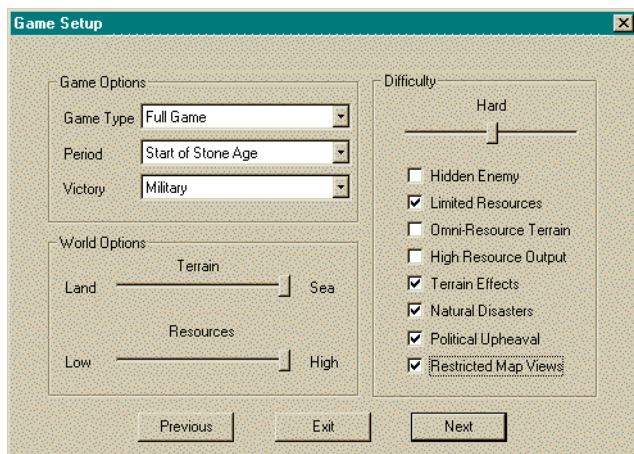 Game Setup
Game Options
Game Type Full Game
Period Start of Stone Age
Victory Military
World Options
Terrain
Land Sea
Resources
Low High
Difficulty
Hard
Hidden Enemy
Limited Resources
Omni-Resource Terrain
High Resource Output
Terrain Effects
Natural Disasters
Political Upheaval
Restricted Map Views
Previous Exit Next